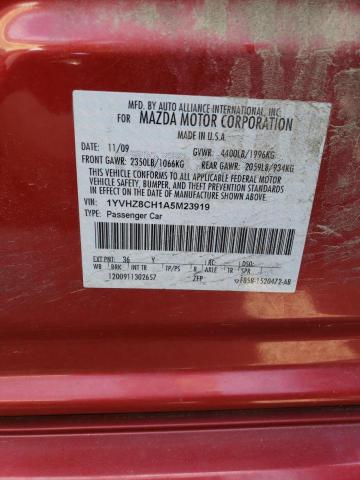 MFD. BY AUTO ALLIANCE INTERNATIONAL, INC.
FOR MAZDA MOTOR CORPORATION
MADE IN U.S.A
11/09 GVWR: 4400LB/1996KG
FRONT GAWR: 2350LB/1066KG REAR GAWR: 2059LB/934KG
THIS VEHICLE CONFORMS TO ALL APPLICABLE FEDERAL MOTOR
VEHICLE SAFETY, BUMPER, AND THEFT PREVENTION STANDARDS
IN EFFECT ON THE DATE OF MANUFACTURE SHOWN ABOVE.
VIN: 1YVHZ8CH1A5M23919
TYPE: Passenger Car
EXT PNT: 36 Y RC: DSO:
WB BRK INT TR TP/PS R AXLE TR SPR
1200911302657 ZFP